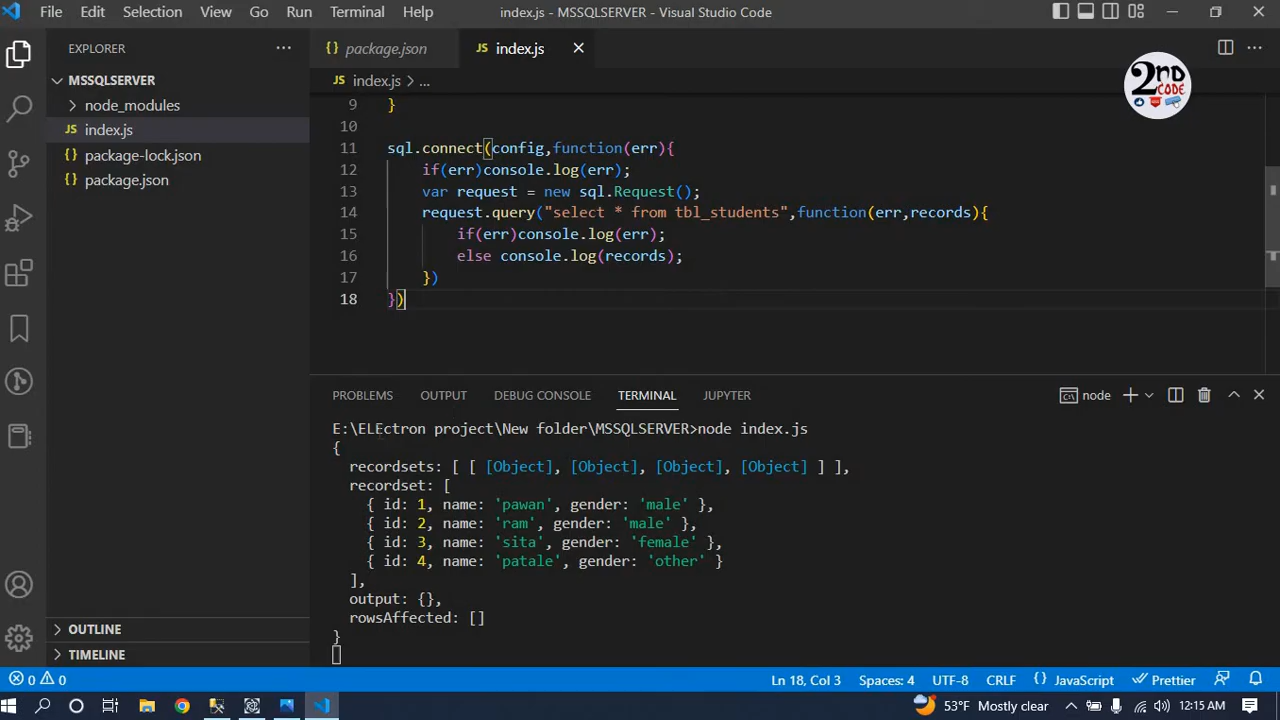 File Edit Selection View Go Run Terminal Help index.js - MSSQLSERVER - Visual Studio Code
EXPLORER
MSSQLSERVER
node_modules
JS index.js
{} package-lock.json
{} package.json
OUTLINE
TIMELINE
{} package.json JS index.js
JS index.js > ...
2ND
CODE
9 }
10
11 sql.connect(config,function(err){
12 if(err)console.log(err);
13 var request = new sql.Request();
14 request.query("select * from tbl_students",function(err,records){
15 if(err)console.log(err);
16 else console.log(records);
17 })
18 })
PROBLEMS OUTPUT DEBUG CONSOLE TERMINAL JUPYTER node
E:\ELectron project\New folder\MSSQLSERVER>node index.js
{
recordsets: [ [ [Object], [Object], [Object], [Object] ] ],
recordset: [
{ id: 1, name: 'pawan', gender: 'male' },
{ id: 2, name: 'ram', gender: 'male' },
{ id: 3, name: 'sita', gender: 'female' },
{ id: 4, name: 'patale', gender: 'other' }
],
output: {},
rowsAffected: []
}
0 0 Ln 18, Col 3 Spaces: 4 UTF-8 CRLF {} JavaScript Prettier
53°F Mostly clear 12:15 AM